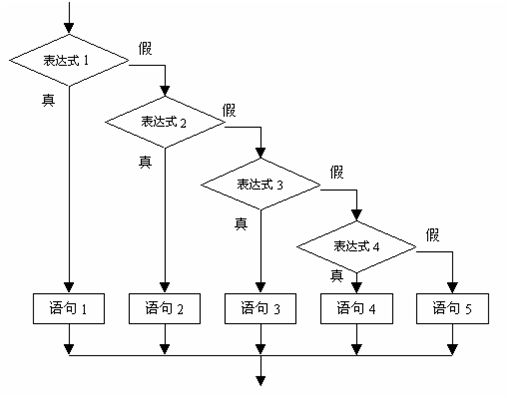 表达式 1
假
真
表达式 2
假
真
表达式 3
假
真
表达式 4
假
真
语句 1
语句 2
语句 3
语句 4
语句 5